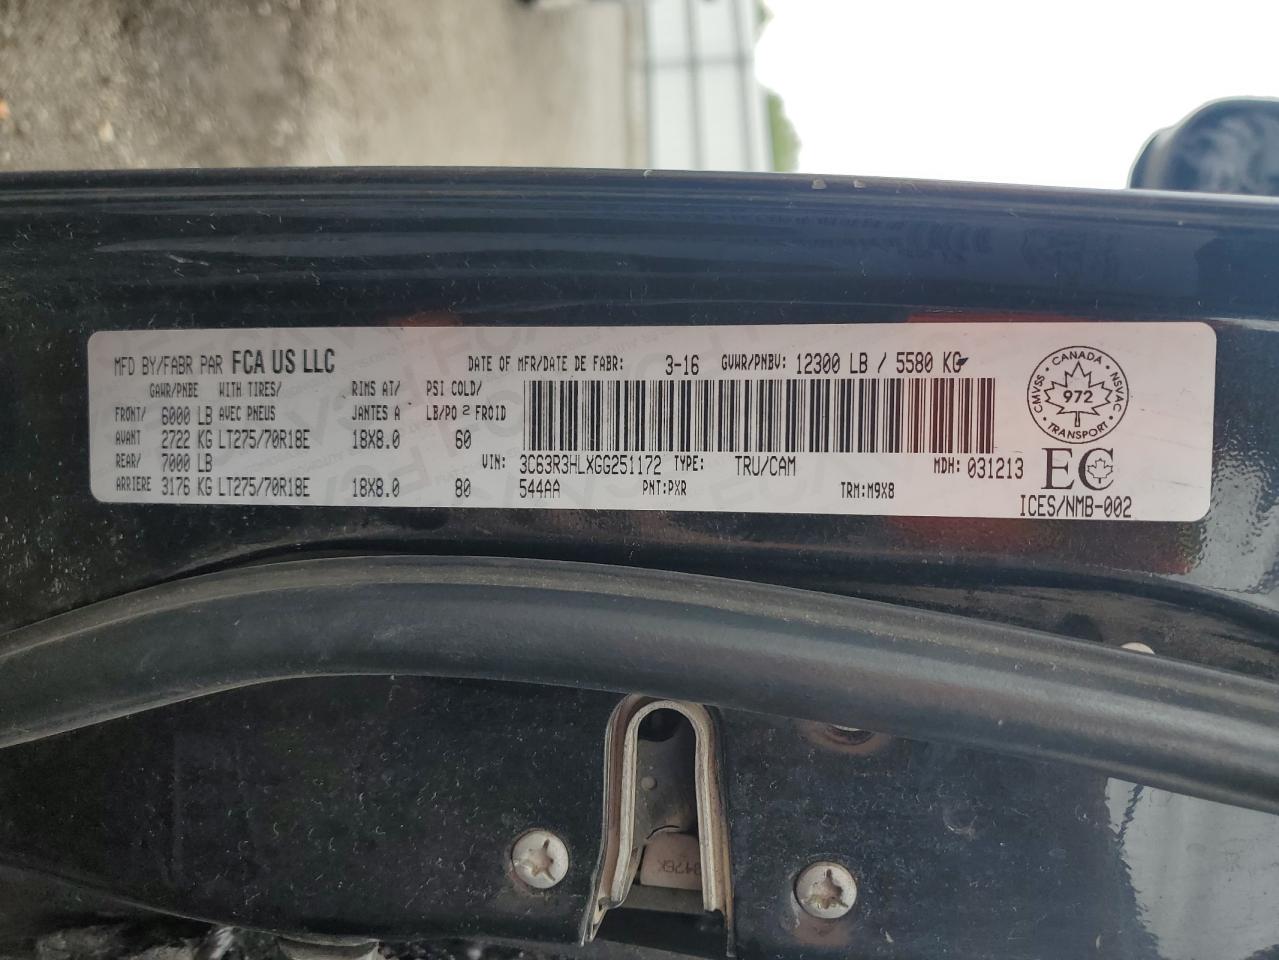 MFD BY/FABR PAR FCA US LLC DATE OF MFR/DATE DE FABR: 3-16 GVWR/PNBV: 12300 LB / 5580 KG
GAWR/PNBE WITH TIRES/ RIMS AT/ PSI COLD/
FRONT/ 6000 LB AVEC PNEUS JANTES A LB/PO 2 FROID
AVANT 2722 KG LT275/70R18E 18X8.0 60
REAR/ 7000 LB VIN: 3C63R3HLXGG251172 TYPE: TRU/CAM MDH: 031213
ARRIERE 3176 KG LT275/70R18E 18X8.0 80 544AA PNT:PXR TRM:M9X8
CANADA
CMVSS 972 NSVAC
TRANSPORT
EC
ICES/NMB-002